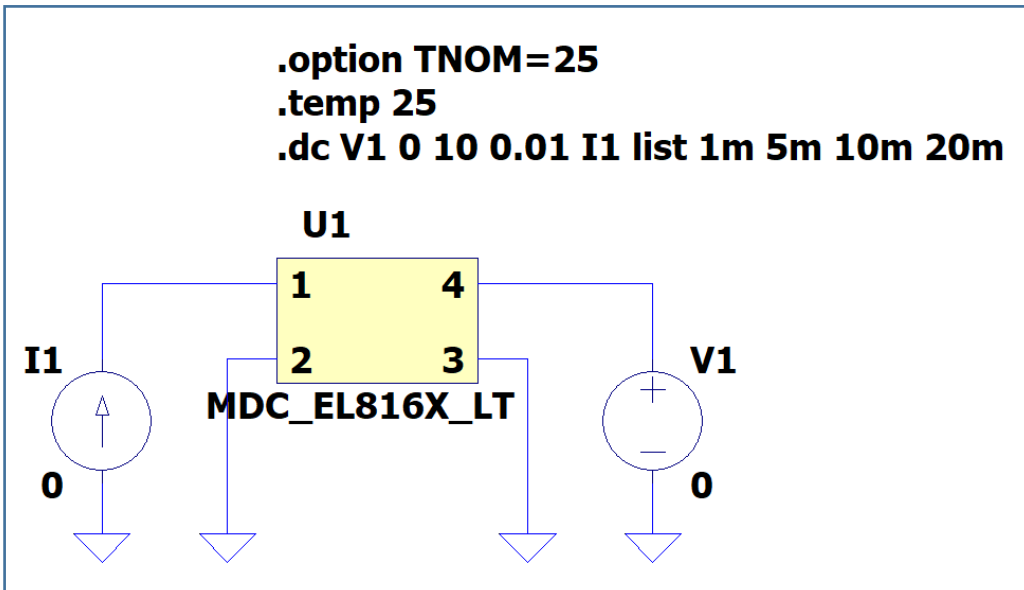 .option TNOM=25
.temp 25
.dc V1 0 10 0.01 I1 list 1m 5m 10m 20m
U1
1 4
I1 2 3 V1
MDC_EL816X_LT
0 0